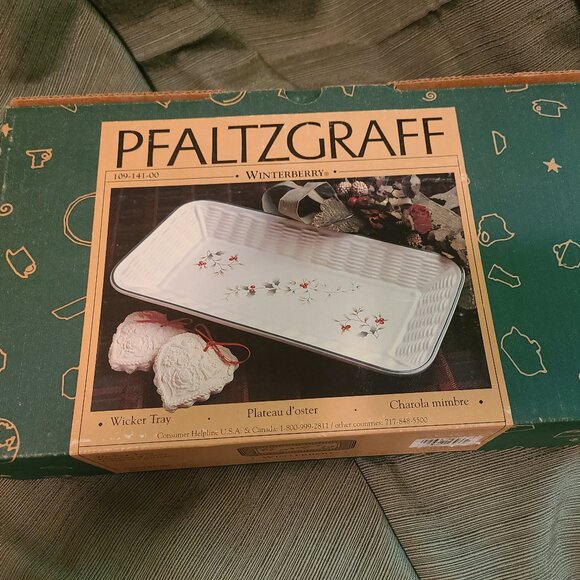 PFALTZGRAFF
109-141-00 · WINTERBERRY® ·
· Wicker Tray · Plateau d'oster · Charola mimbre ·
Consumer Helpline U.S.A. & Canada: 1-800-999-2811 / other countries: 717-848-5500